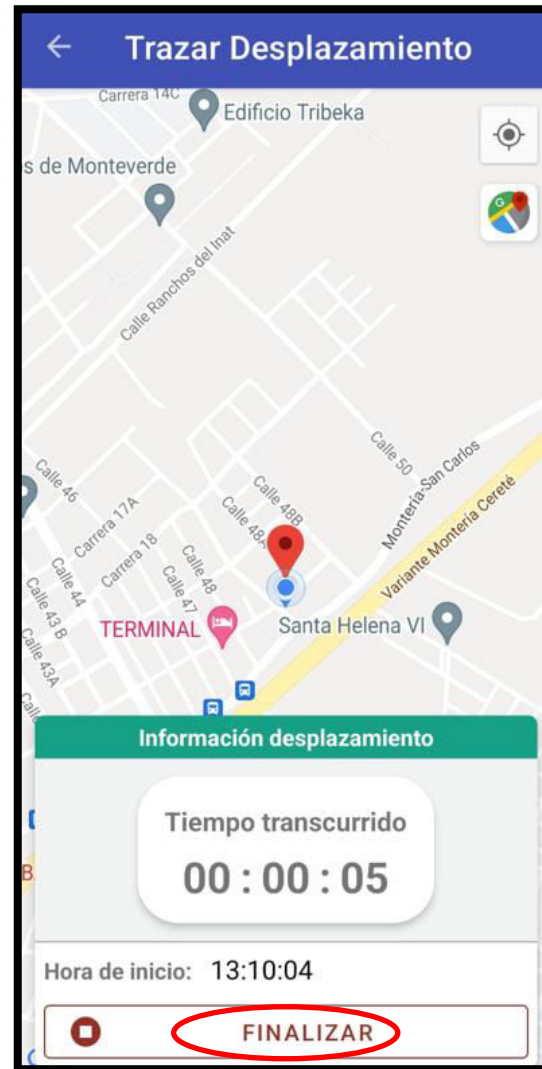 Trazar Desplazamiento
Carrera 14C
Edificio Tribeka
s de Monteverde
Calle Ranchos del Inat
Calle 50
Montería-San Carlos
Variante Montería Cereté
Calle 46
Carrera 17A
Calle 48B
Calle 48A
Carrera 18
Calle 48
Calle 47
Calle 44
Calle 43 B
Calle 43A
TERMINAL
Santa Helena VI
Calle
Información desplazamiento
Tiempo transcurrido
00 : 00 : 05
B
Hora de inicio: 13:10:04
FINALIZAR